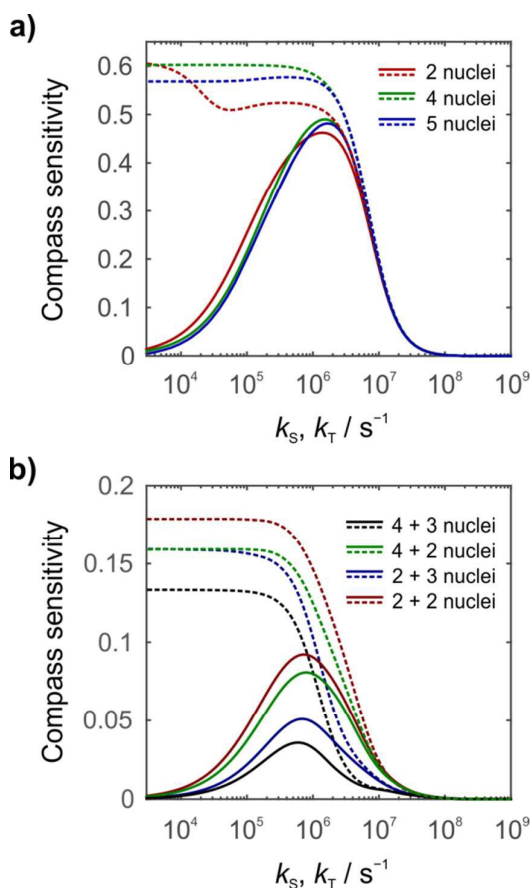 a)
Compass sensitivity
0.6
0.5
0.4
0.3
0.2
0.1
0
2 nuclei
4 nuclei
5 nuclei
10⁴ 10⁵ 10⁶ 10⁷ 10⁸ 10⁹
kS, kT / s⁻¹
b)
Compass sensitivity
0.2
0.15
0.1
0.05
0
4 + 3 nuclei
4 + 2 nuclei
2 + 3 nuclei
2 + 2 nuclei
10⁴ 10⁵ 10⁶ 10⁷ 10⁸ 10⁹
kS, kT / s⁻¹